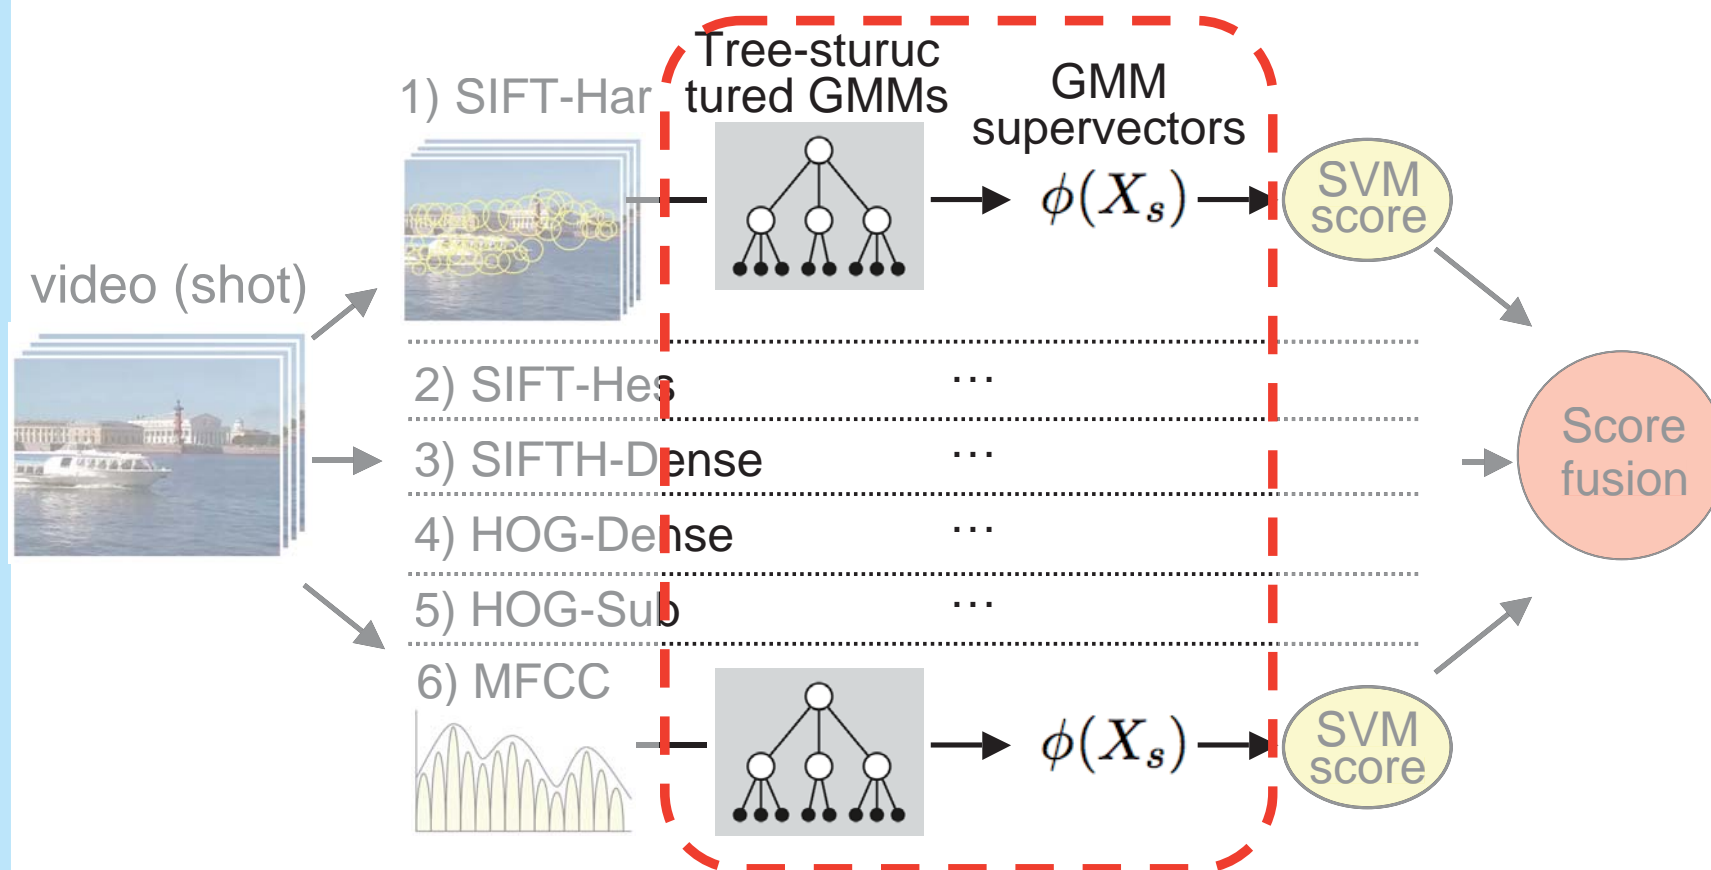 Tree-sturuc
tured GMMs
GMM
supervectors
1) SIFT-Har
ϕ(X_s)
SVM
score
video (shot)
2) SIFT-Hes ...
3) SIFTH-Dense ...
4) HOG-Dense ...
5) HOG-Sub ...
Score
fusion
6) MFCC
ϕ(X_s)
SVM
score